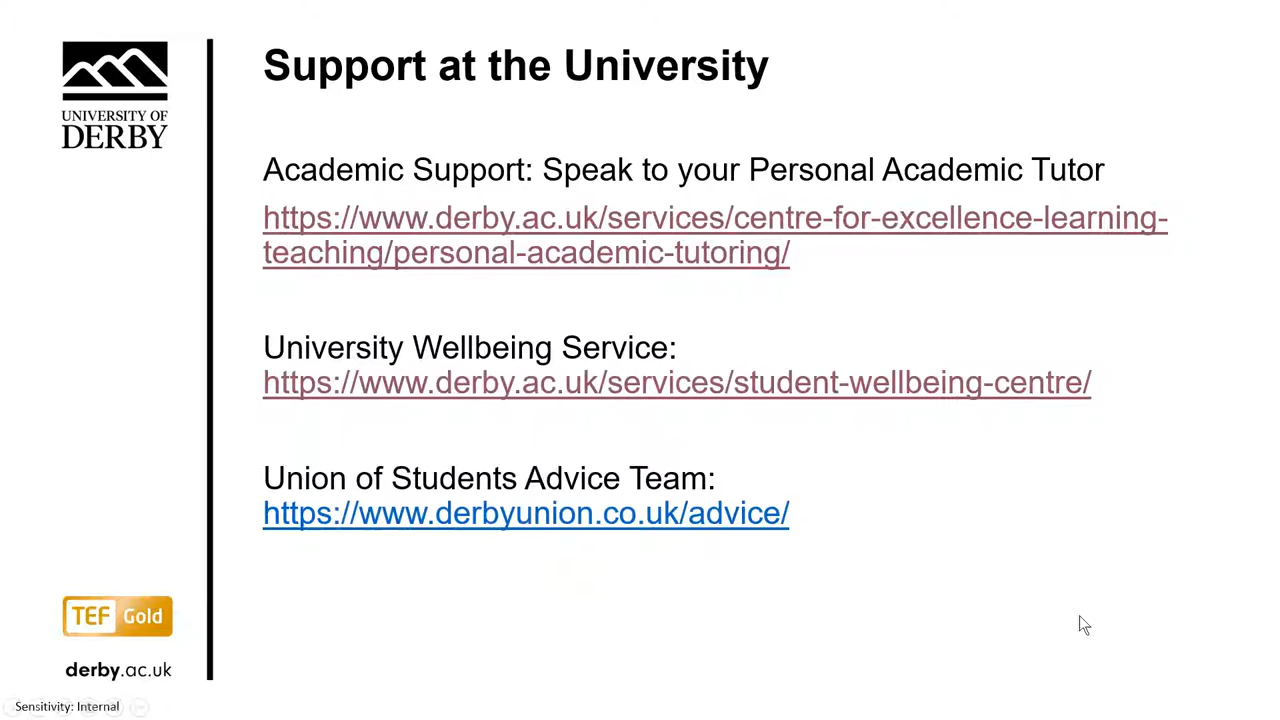 UNIVERSITY OF
DERBY
Support at the University
Academic Support: Speak to your Personal Academic Tutor
https://www.derby.ac.uk/services/centre-for-excellence-learning-
teaching/personal-academic-tutoring/
University Wellbeing Service:
https://www.derby.ac.uk/services/student-wellbeing-centre/
Union of Students Advice Team:
https://www.derbyunion.co.uk/advice/
TEF Gold
derby.ac.uk
Sensitivity: Internal